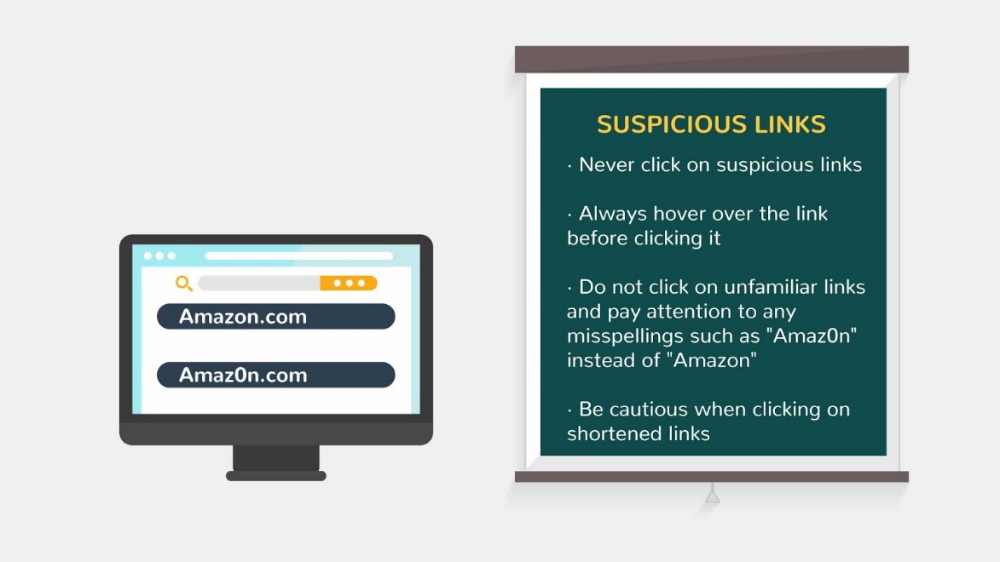 Amazon.com
Amaz0n.com
SUSPICIOUS LINKS
· Never click on suspicious links
· Always hover over the link
before clicking it
· Do not click on unfamiliar links
and pay attention to any
misspellings such as "Amaz0n"
instead of "Amazon"
· Be cautious when clicking on
shortened links